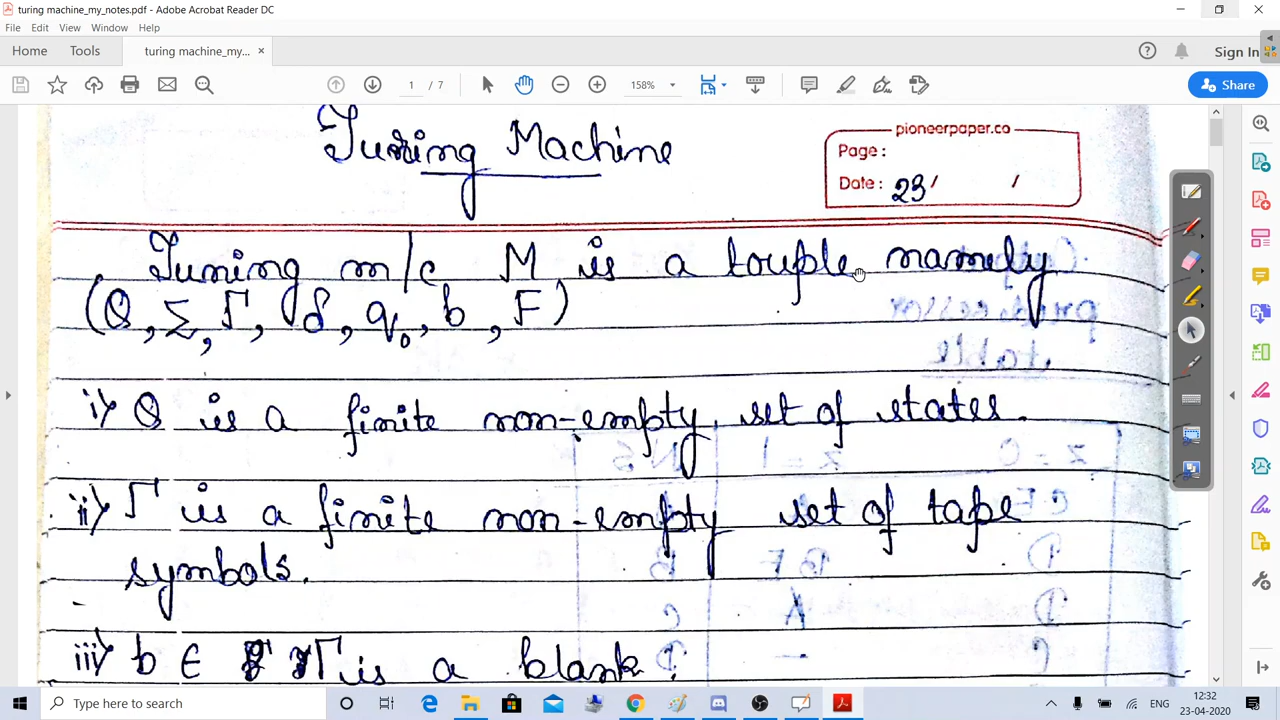 turing machine_my_notes.pdf - Adobe Acrobat Reader DC
File Edit View Window Help
Home Tools turing machine_my... × Sign In
1 / 7 158% Share
Turing Machine
pioneerpaper.co
Page:
Date: 23/ /
Turing m/c M is a touple namely
(Q, Σ, Γ, δ, q₀, b, F)
i) Q is a finite non-empty set of states.
ii) Γ is a finite non-empty set of tape
symbols.
iii) b ∈ Γ is a blank.
Type here to search
ENG
12:32
23-04-2020